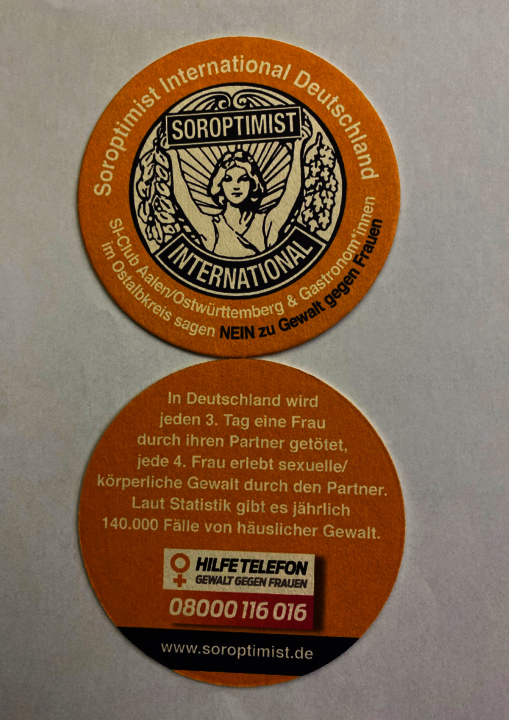 Soroptimist International Deutschland
SOROPTIMIST
INTERNATIONAL
SI-Club Aalen/Ostwürttemberg & Gastronom*innen
im Ostalbkreis sagen NEIN zu Gewalt gegen Frauen
In Deutschland wird
jeden 3. Tag eine Frau
durch ihren Partner getötet,
jede 4. Frau erlebt sexuelle/
körperliche Gewalt durch den Partner.
Laut Statistik gibt es jährlich
140.000 Fälle von häuslicher Gewalt.
HILFETELEFON
GEWALT GEGEN FRAUEN
08000 116 016
www.soroptimist.de